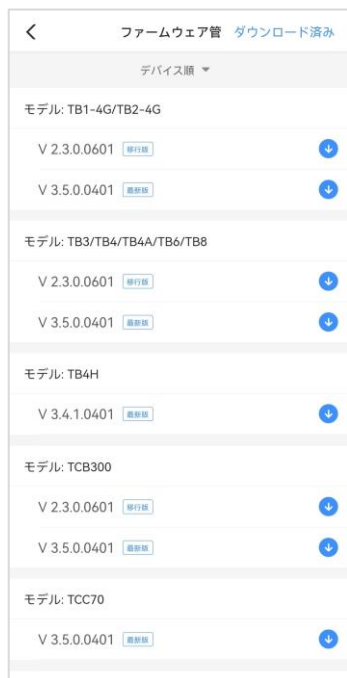 ファームウェア管 ダウンロード済み
デバイス順
モデル: TB1-4G/TB2-4G
V 2.3.0.0601 移行版
V 3.5.0.0401 最新版
モデル: TB3/TB4/TB4A/TB6/TB8
V 2.3.0.0601 移行版
V 3.5.0.0401 最新版
モデル: TB4H
V 3.4.1.0401 最新版
モデル: TCB300
V 2.3.0.0601 移行版
V 3.5.0.0401 最新版
モデル: TCC70
V 3.5.0.0401 最新版